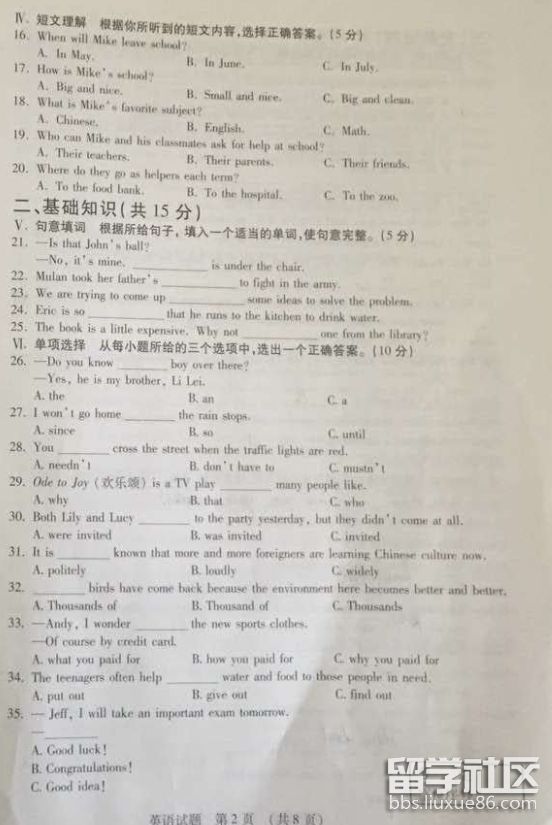 Ⅳ. 短文理解 根据你所听到的短文内容,选择正确答案。(5 分)
16. When will Mike leave school?
A. In May. B. In June. C. In July.
17. How is Mike's school?
A. Big and nice. B. Small and nice. C. Big and clean.
18. What is Mike's favorite subject?
A. Chinese. B. English. C. Math.
19. Who can Mike and his classmates ask for help at school?
A. Their teachers. B. Their parents. C. Their friends.
20. Where do they go as helpers each term?
A. To the food bank. B. To the hospital. C. To the zoo.
二、基础知识(共 15 分)
Ⅴ. 句意填词 根据所给句子，填入一个适当的单词,使句意完整。(5 分)
21. —Is that John's ball?
—No, it's mine. ________ is under the chair.
22. Mulan took her father's ________ to fight in the army.
23. We are trying to come up ________ some ideas to solve the problem.
24. Eric is so ________ that he runs to the kitchen to drink water.
25. The book is a little expensive. Why not ________ one from the library?
Ⅵ. 单项选择 从每小题所给的三个选项中,选出一个正确答案。(10 分)
26. —Do you know ________ boy over there?
—Yes, he is my brother, Li Lei.
A. the B. an C. a
27. I won't go home ________ the rain stops.
A. since B. so C. until
28. You ________ cross the street when the traffic lights are red.
A. needn't B. don't have to C. mustn't
29. Ode to Joy (欢乐颂) is a TV play ________ many people like.
A. why B. that C. who
30. Both Lily and Lucy ________ to the party yesterday, but they didn't come at all.
A. were invited B. was invited C. invited
31. It is ________ known that more and more foreigners are learning Chinese culture now.
A. politely B. loudly C. widely
32. ________ birds have come back because the environment here becomes better and better.
A. Thousands of B. Thousand of C. Thousands
33. —Andy, I wonder ________ the new sports clothes.
—Of course by credit card.
A. what you paid for B. how you paid for C. why you paid for
34. The teenagers often help ________ water and food to those people in need.
A. put out B. give out C. find out
35. — Jeff, I will take an important exam tomorrow.
— ________
A. Good luck!
B. Congratulations!
C. Good idea!
英语试题 第 2 页 (共 8 页)
留学社区
bbs.liuxue86.com